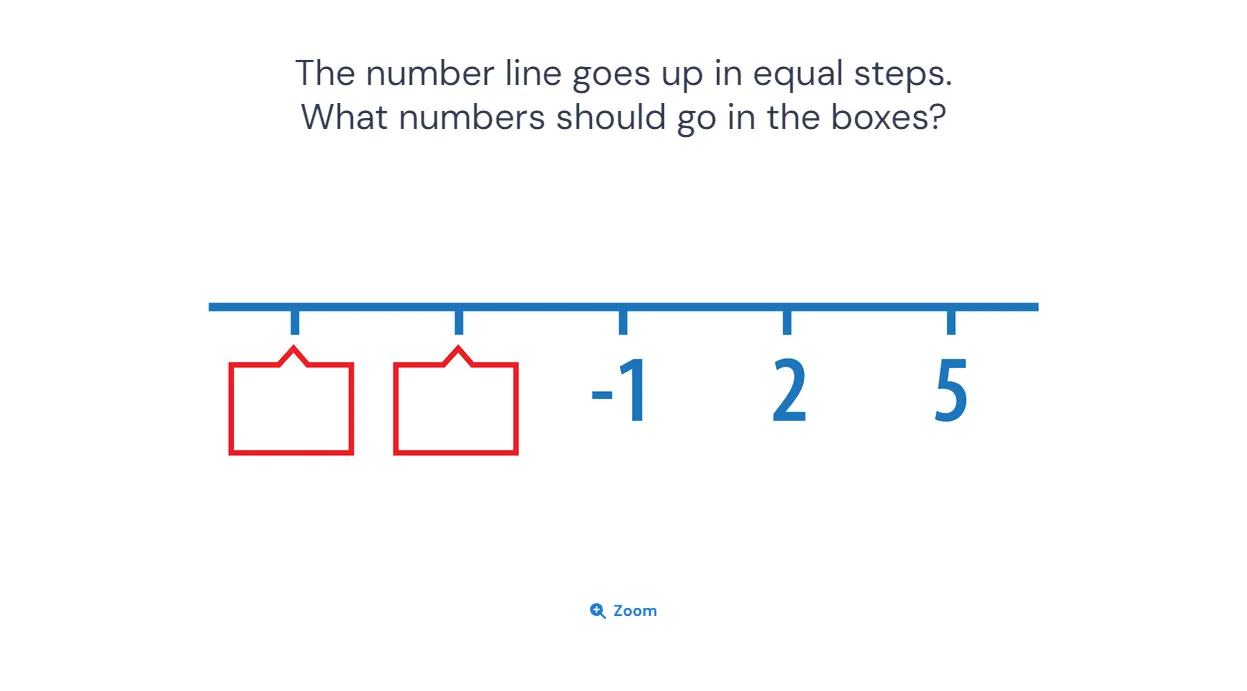 The number line goes up in equal steps.
What numbers should go in the boxes?
-1 2 5
Zoom